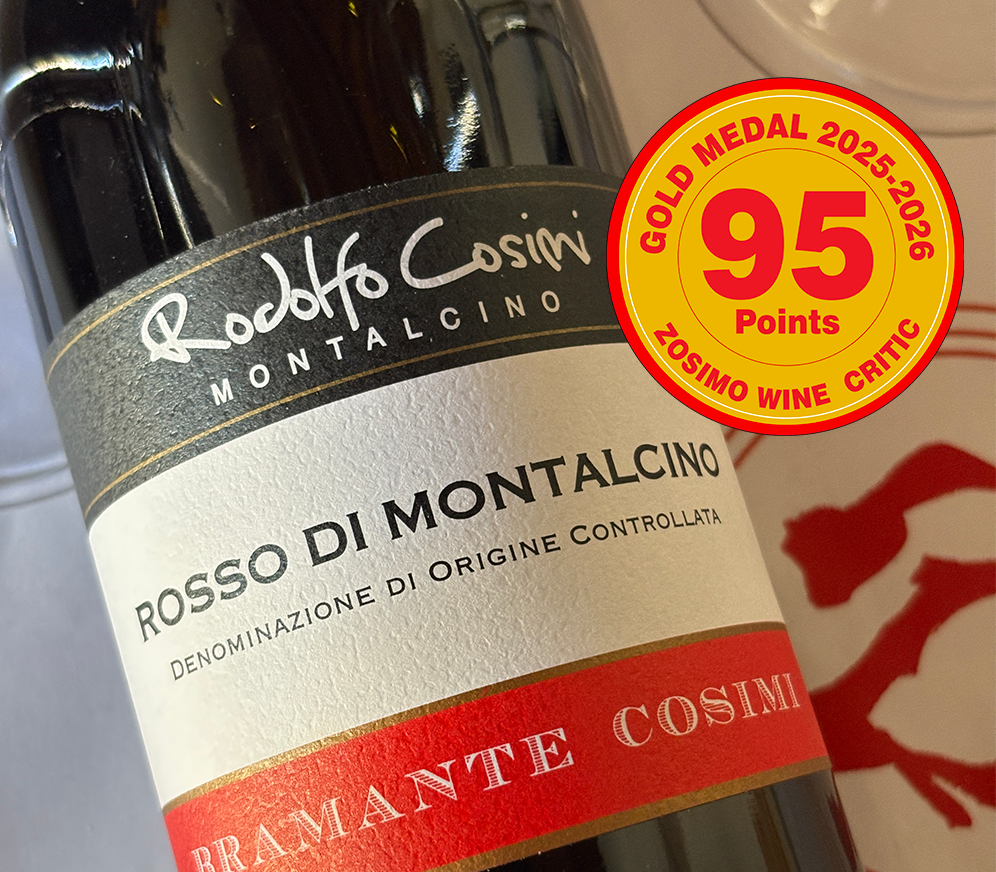 Rodolfo Cosimi
MONTALCINO
ROSSO DI MONTALCINO
DENOMINAZIONE DI ORIGINE CONTROLLATA
BRAMANTE COSIMI
GOLD MEDAL 2025-2026
95
Points
ZOSIMO WINE CRITIC